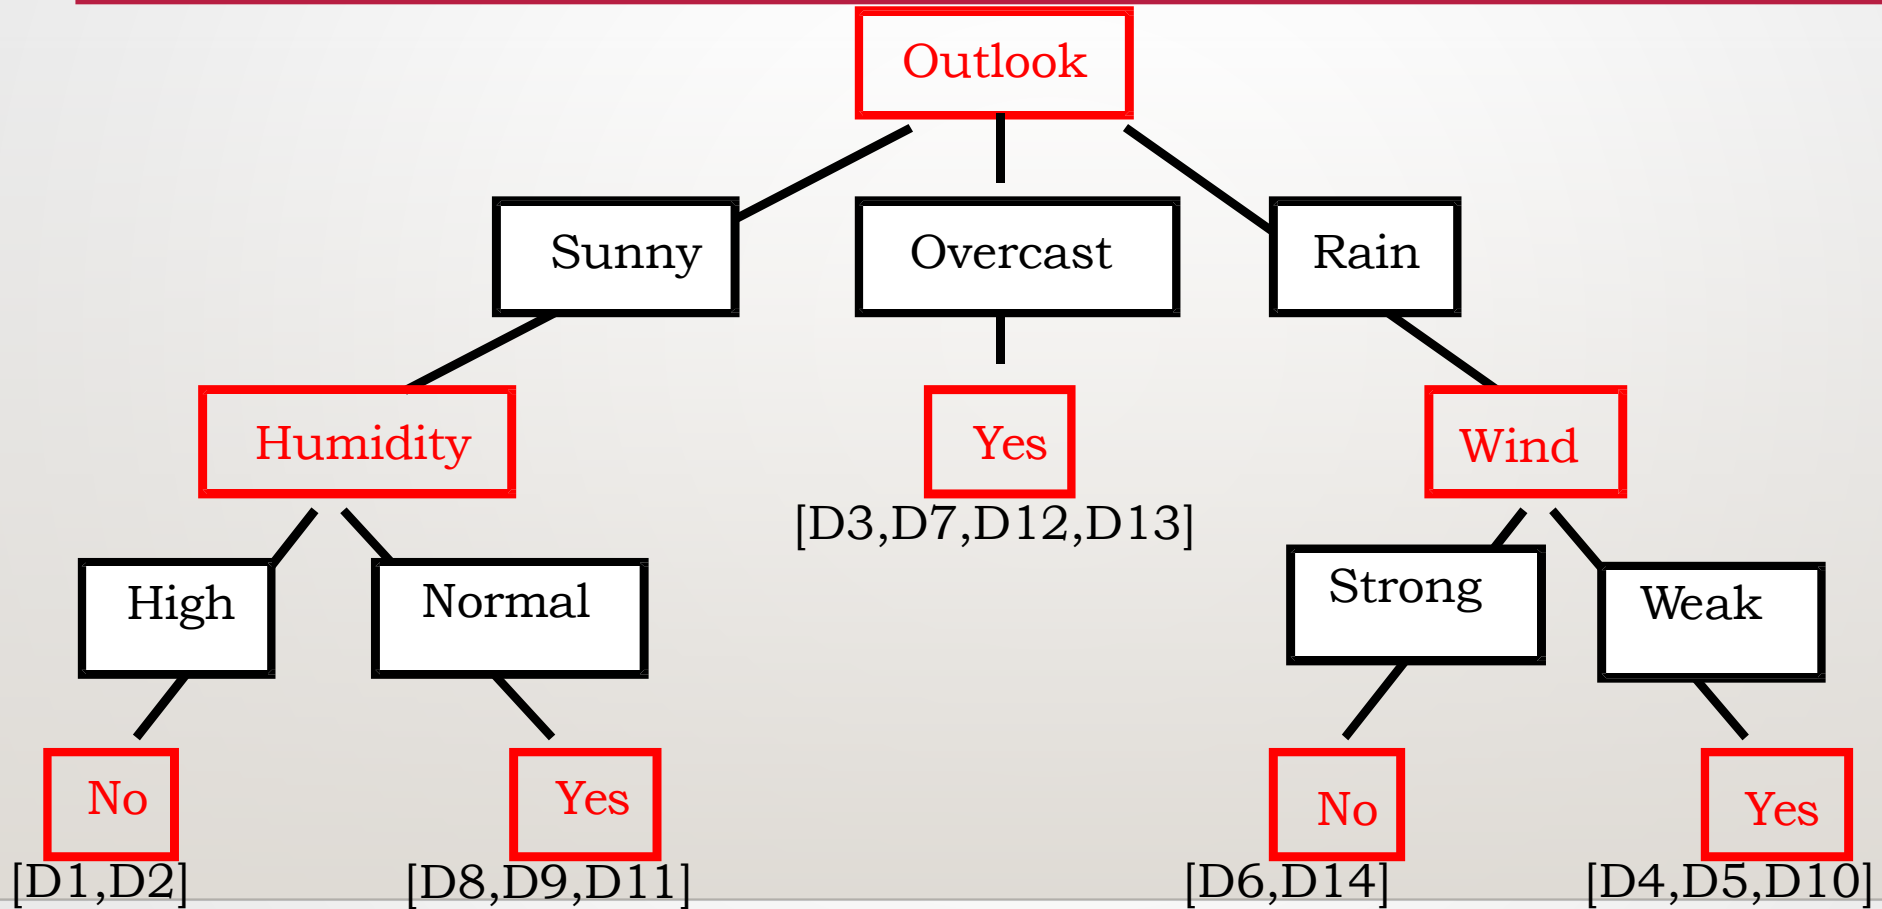 Outlook
Sunny
Overcast
Rain
Humidity
Yes
Wind
[D3,D7,D12,D13]
High
Normal
Strong
Weak
No
Yes
No
Yes
[D1,D2]
[D8,D9,D11]
[D6,D14]
[D4,D5,D10]